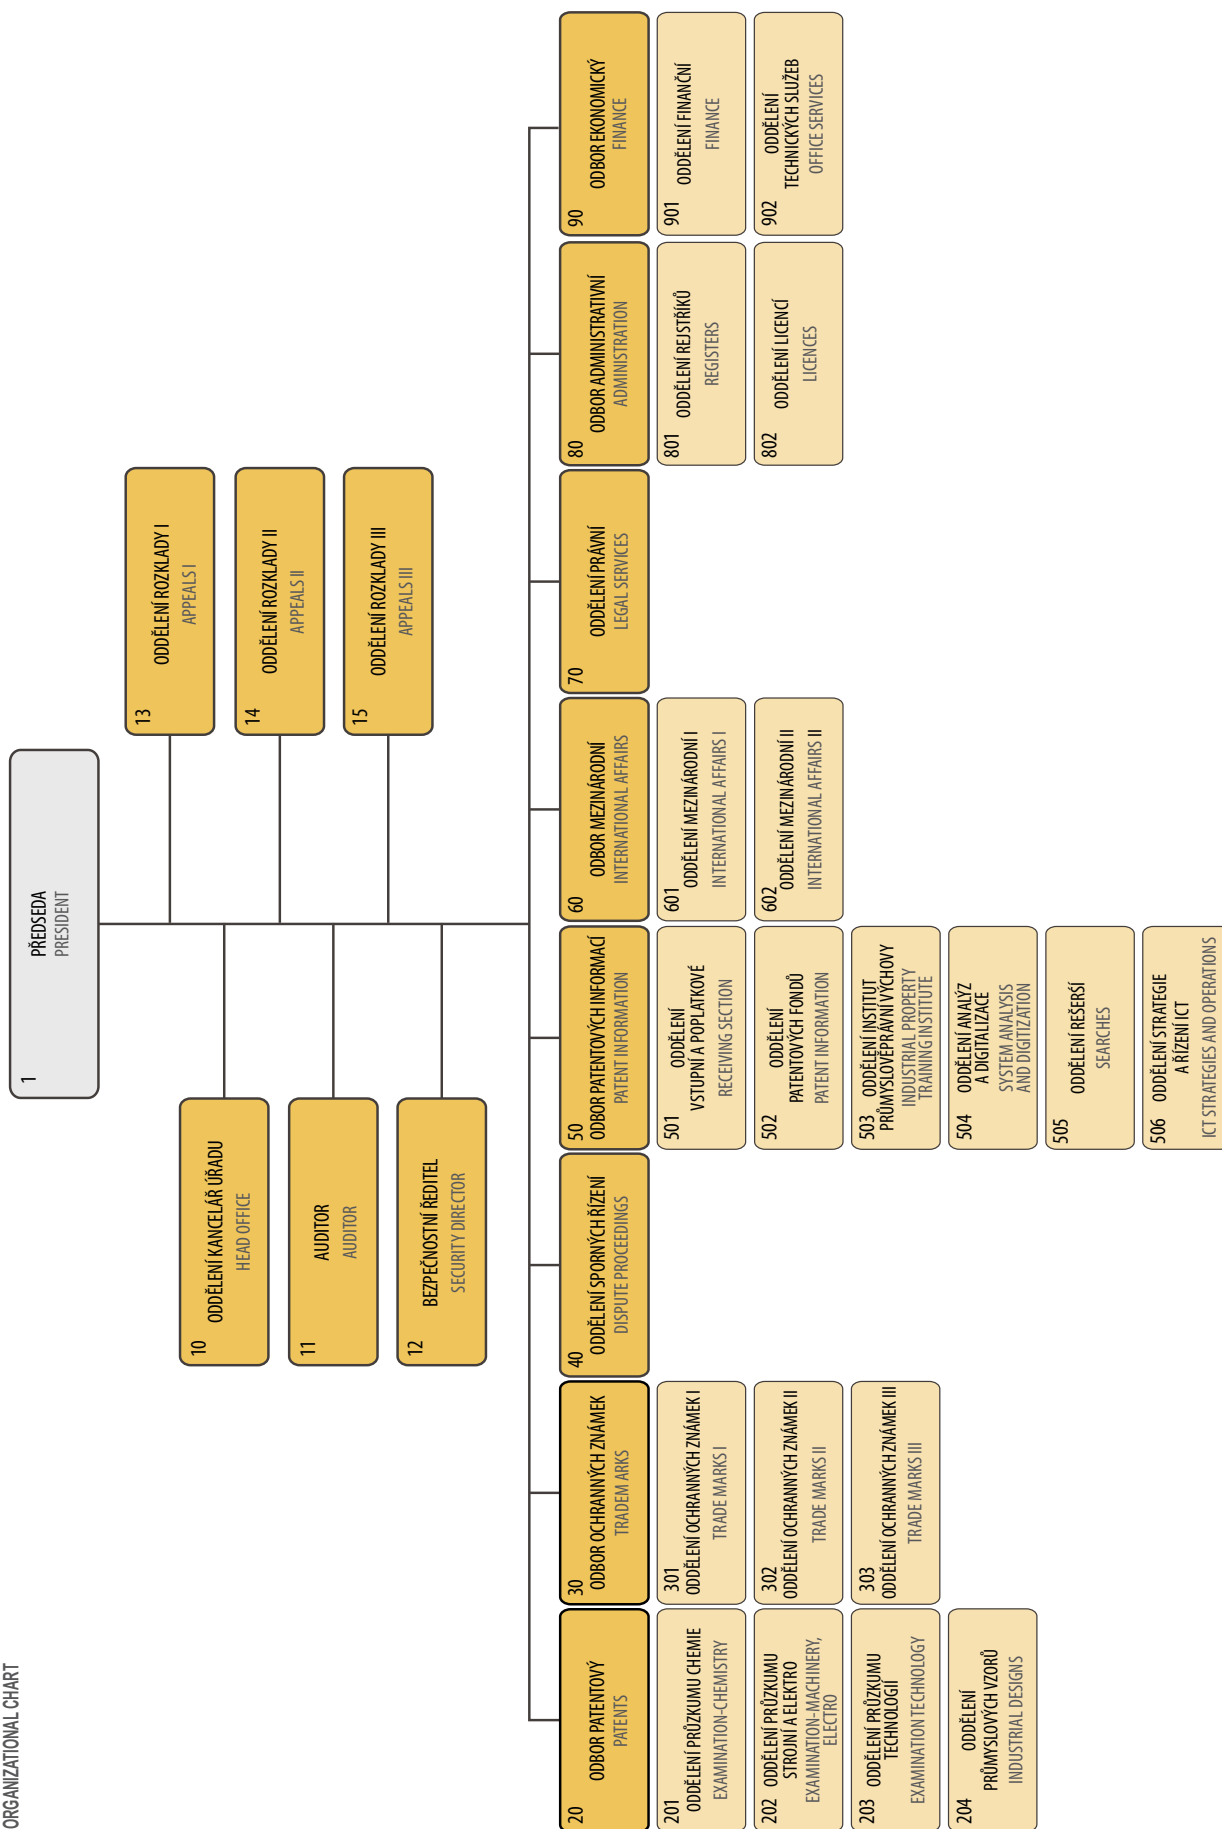 ORGANIZATIONAL CHART
1
PŘEDSEDA
PRESIDENT
10
ODDĚLENÍ KANCELÁŘ ÚŘADU
HEAD OFFICE
11
AUDITOR
AUDITOR
12
BEZPEČNOSTNÍ ŘEDITEL
SECURITY DIRECTOR
13
ODDĚLENÍ ROZKLADY I
APPEALS I
14
ODDĚLENÍ ROZKLADY II
APPEALS II
15
ODDĚLENÍ ROZKLADY III
APPEALS III
20
ODBOR PATENTOVÝ
PATENTS
201
ODDĚLENÍ PRŮZKUMU CHEMIE
EXAMINATION-CHEMISTRY
202 ODDĚLENÍ PRŮZKUMU
STROJNÍ A ELEKTRO
EXAMINATION-MACHINERY,
ELECTRO
203 ODDĚLENÍ PRŮZKUMU
TECHNOLOGIÍ
EXAMINATION TECHNOLOGY
204
ODDĚLENÍ
PRŮMYSLOVÝCH VZORŮ
INDUSTRIAL DESIGNS
30
ODBOR OCHRANNÝCH ZNÁMEK
TRADEM ARKS
301
ODDĚLENÍ OCHRANNÝCH ZNÁMEK I
TRADE MARKS I
302
ODDĚLENÍ OCHRANNÝCH ZNÁMEK II
TRADE MARKS II
303
ODDĚLENÍ OCHRANNÝCH ZNÁMEK III
TRADE MARKS III
40
ODDĚLENÍ SPORNÝCH ŘÍZENÍ
DISPUTE PROCEEDINGS
50
ODBOR PATENTOVÝCH INFORMACÍ
PATENT INFORMATION
501
ODDĚLENÍ
VSTUPNÍ A POPLATKOVÉ
RECEIVING SECTION
502
ODDĚLENÍ
PATENTOVÝCH FONDŮ
PATENT INFORMATION
503 ODDĚLENÍ INSTITUT
PRŮMYSLOVĚPRÁVNÍ VÝCHOVY
INDUSTRIAL PROPERTY
TRAINING INSTITUTE
504 ODDĚLENÍ ANALÝZ
A DIGITALIZACE
SYSTEM ANALYSIS
AND DIGITIZATION
505
ODDĚLENÍ REŠERŠÍ
SEARCHES
506 ODDĚLENÍ STRATEGIE
A ŘÍZENÍ ICT
ICT STRATEGIES AND OPERATIONS
60
ODBOR MEZINÁRODNÍ
INTERNATIONAL AFFAIRS
601
ODDĚLENÍ MEZINÁRODNÍ I
INTERNATIONAL AFFAIRS I
602
ODDĚLENÍ MEZINÁRODNÍ II
INTERNATIONAL AFFAIRS II
70
ODDĚLENÍ PRÁVNÍ
LEGAL SERVICES
80
ODBOR ADMINISTRATIVNÍ
ADMINISTRATION
801
ODDĚLENÍ REJSTŘÍKŮ
REGISTERS
802
ODDĚLENÍ LICENCÍ
LICENCES
90
ODBOR EKONOMICKÝ
FINANCE
901
ODDĚLENÍ FINANČNÍ
FINANCE
902
ODDĚLENÍ
TECHNICKÝCH SLUŽEB
OFFICE SERVICES